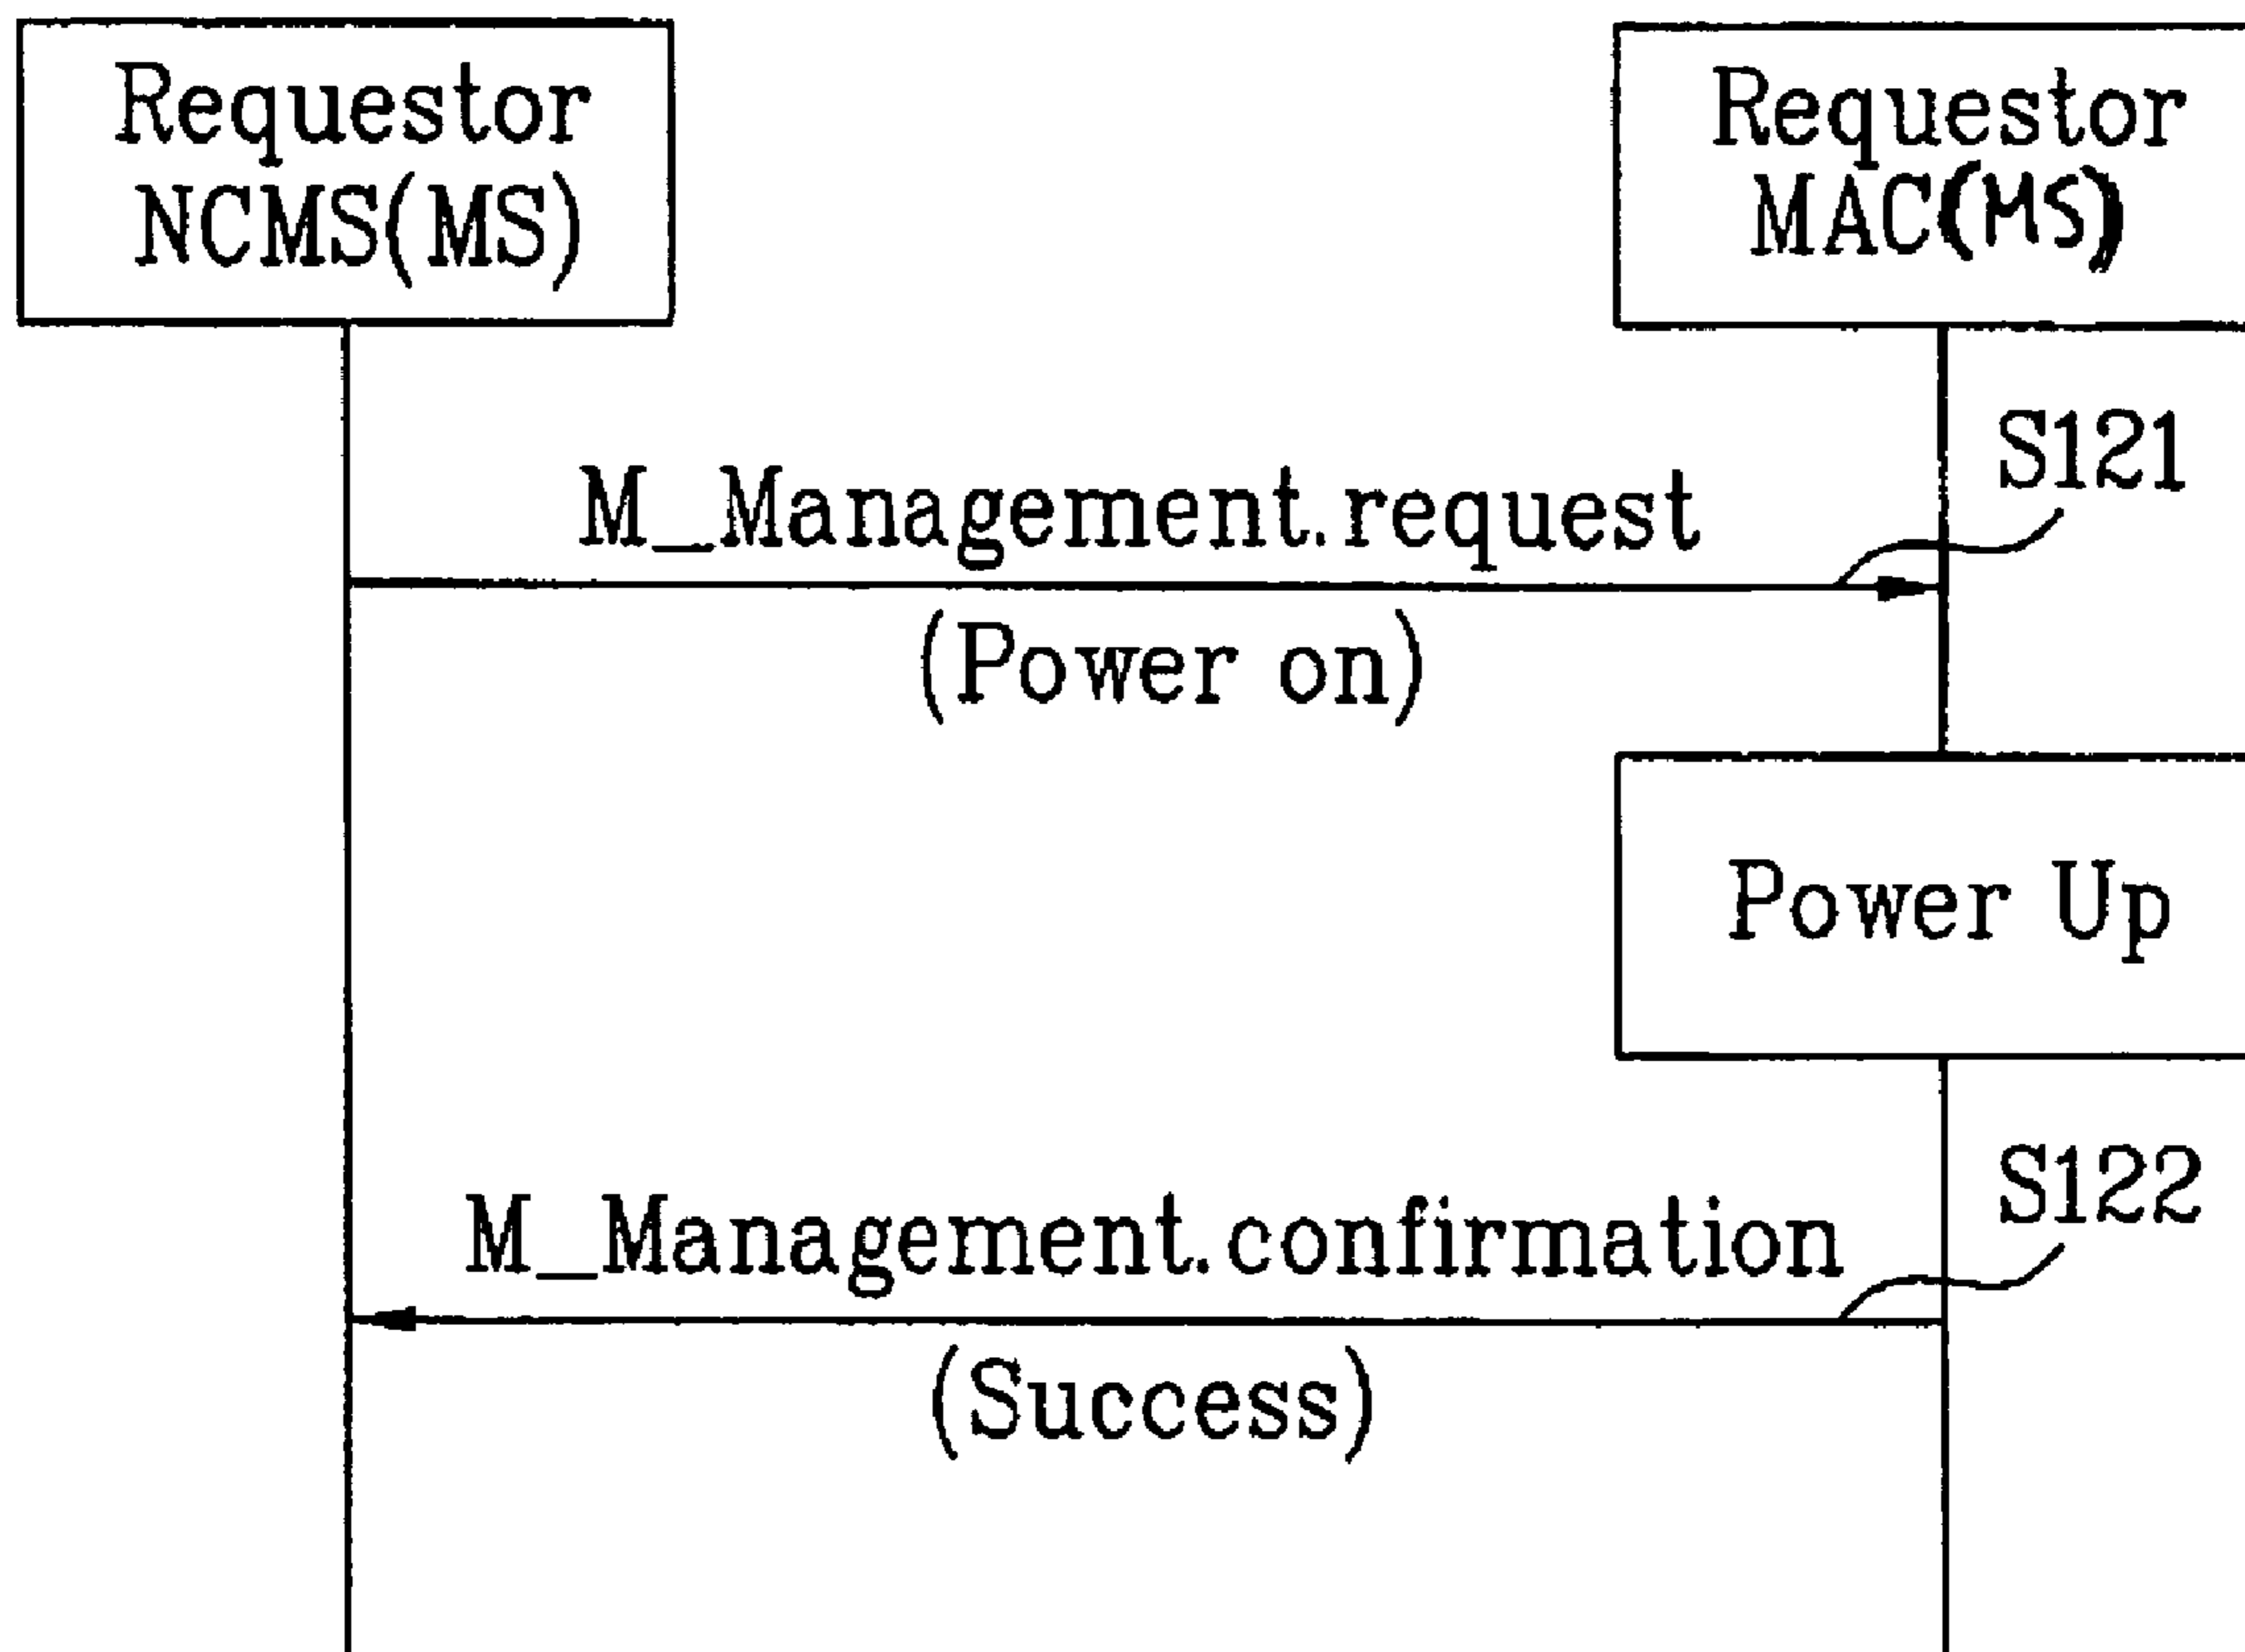 Requestor
NCMS(MS)
Requestor
MAC(MS)
S121
M_Management.request
(Power on)
Power Up
S122
M_Management.confirmation
(Success)